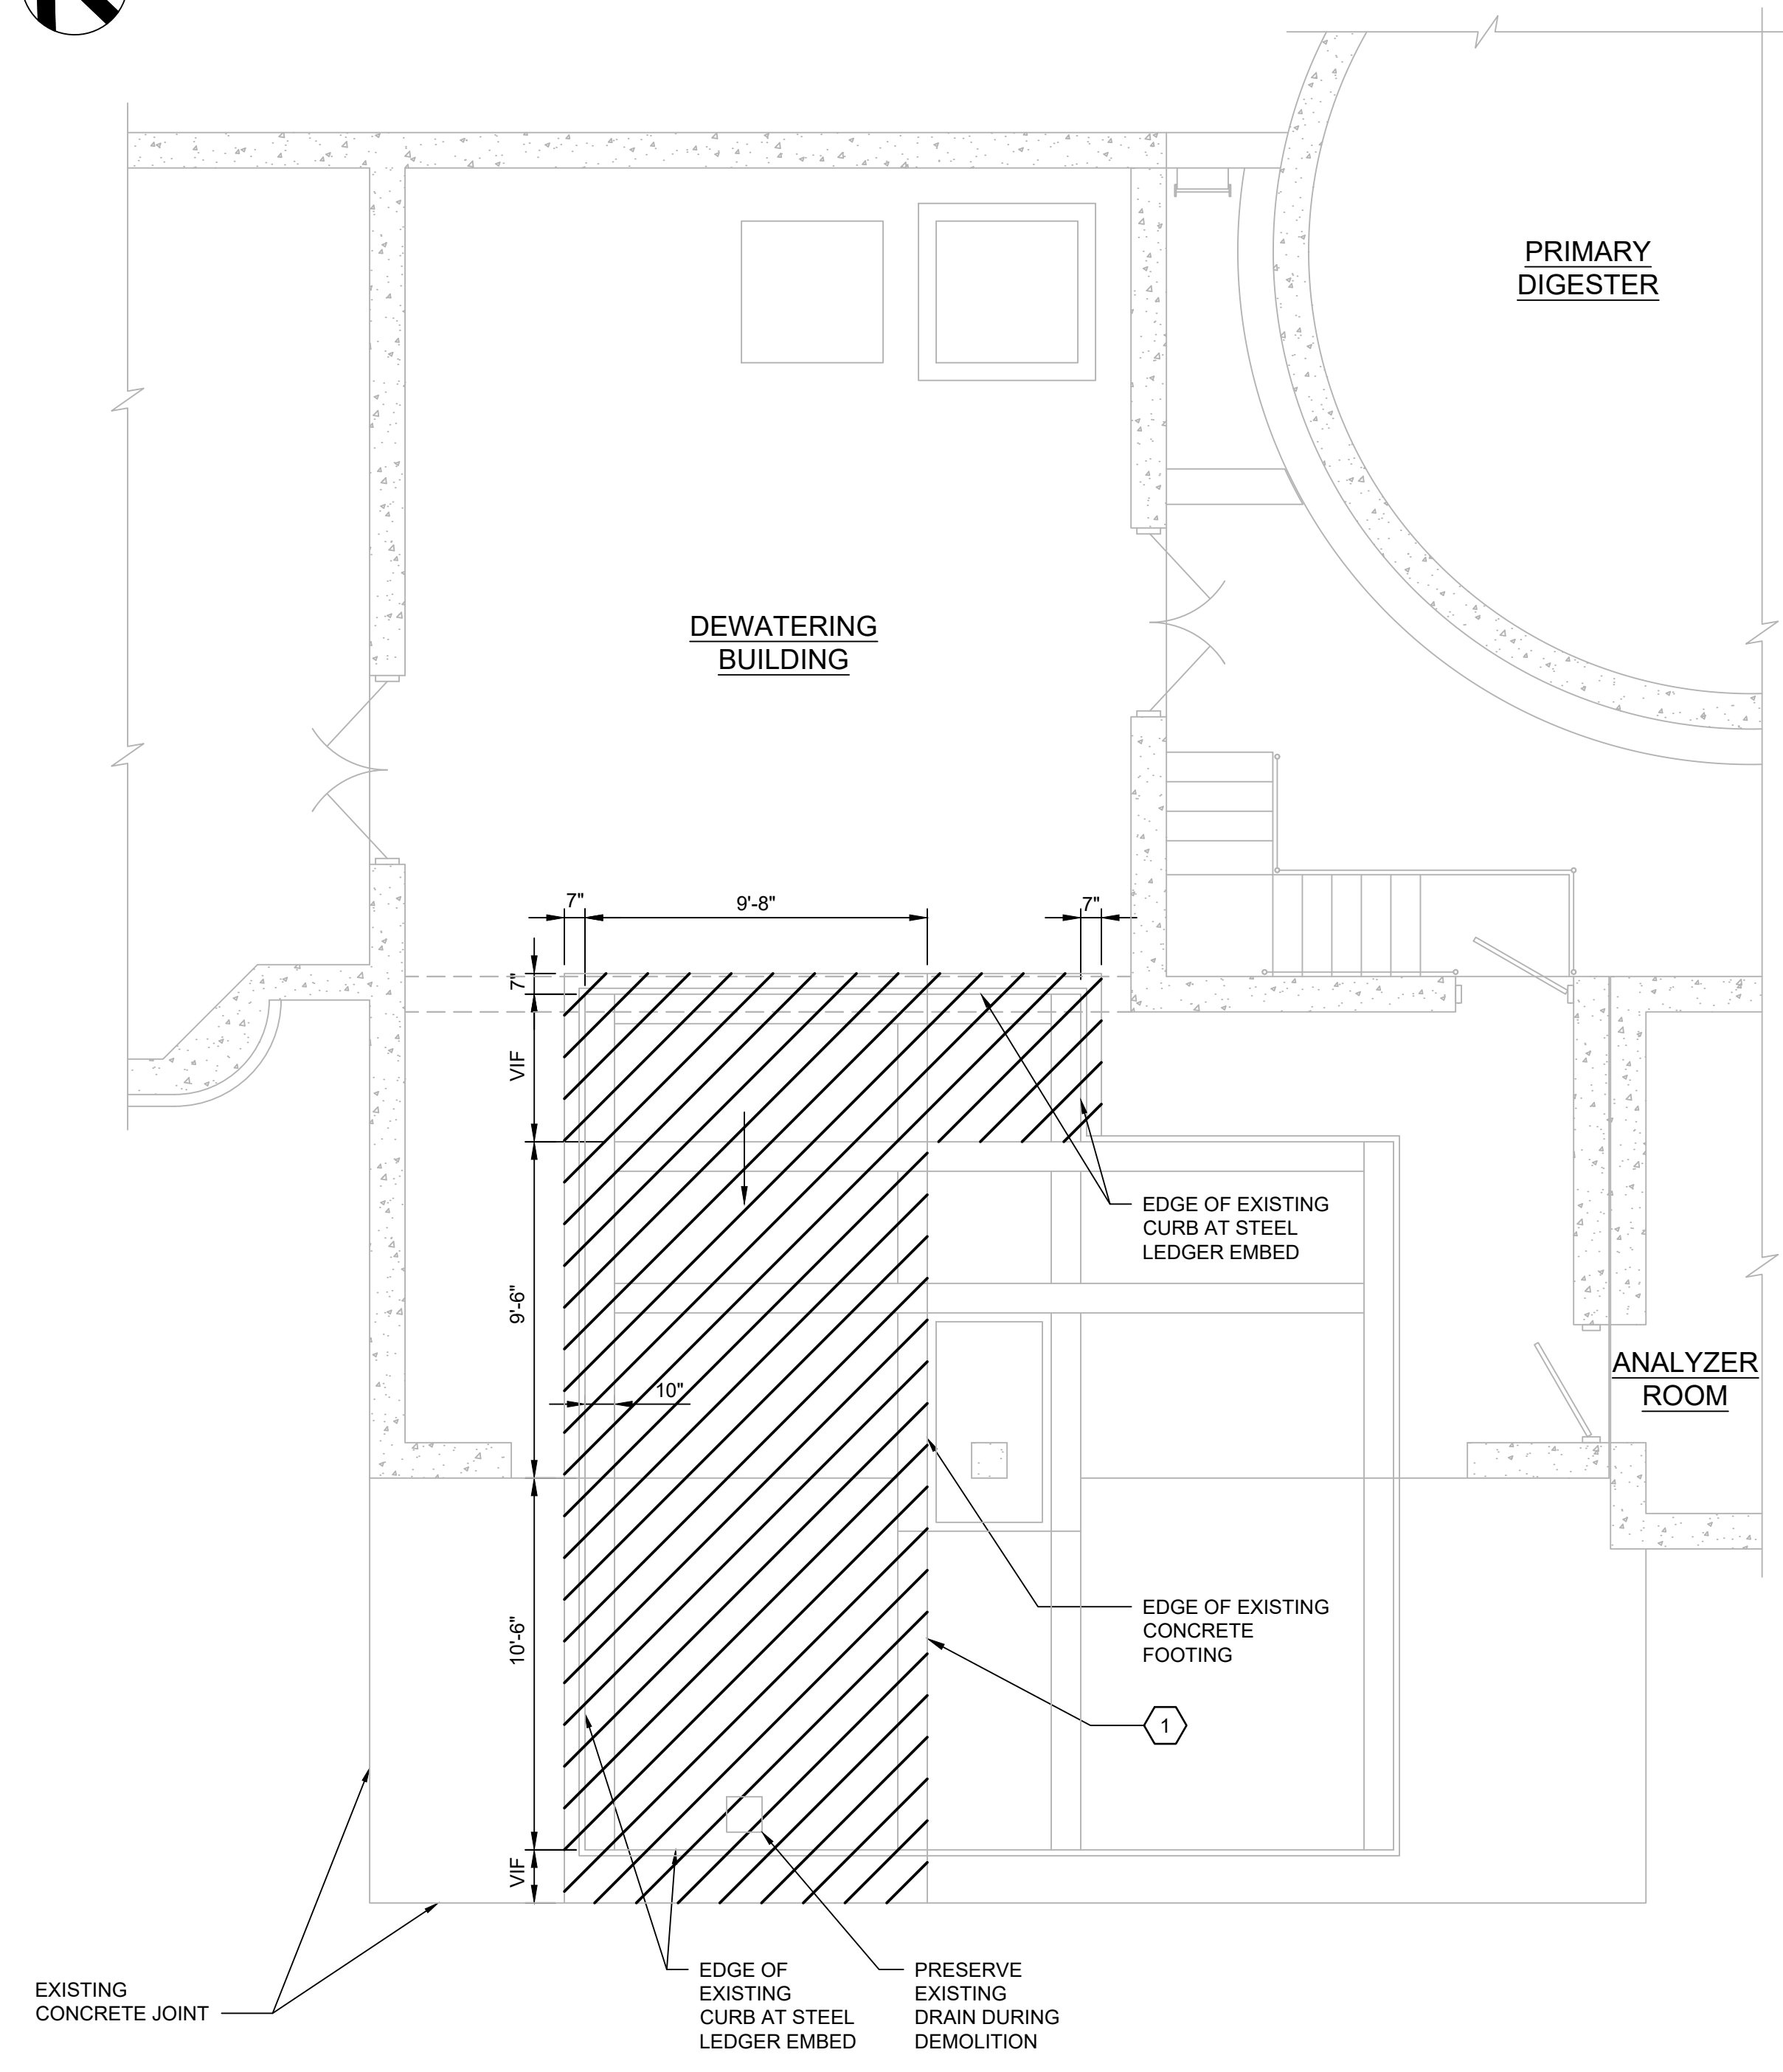 PRIMARY
DIGESTER
DEWATERING
BUILDING
7"
9'-8"
7"
7"
VIF
EDGE OF EXISTING
CURB AT STEEL
LEDGER EMBED
9'-6"
ANALYZER
ROOM
10"
EDGE OF EXISTING
CONCRETE
FOOTING
10'-6"
1
VIF
EXISTING
CONCRETE JOINT
EDGE OF
EXISTING
CURB AT STEEL
LEDGER EMBED
PRESERVE
EXISTING
DRAIN DURING
DEMOLITION